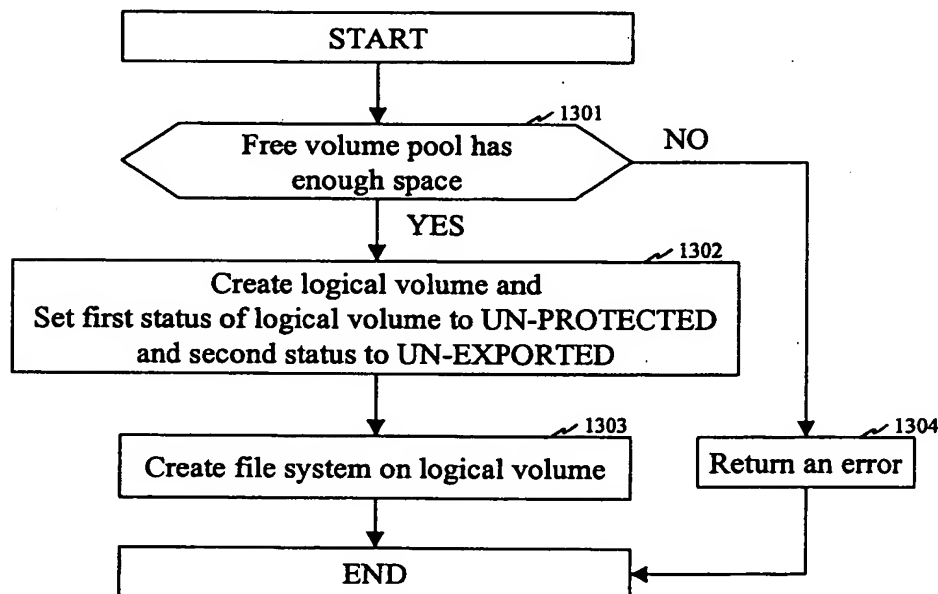 START
1301
Free volume pool has
enough space
NO
YES
1302
Create logical volume and
Set first status of logical volume to UN-PROTECTED
and second status to UN-EXPORTED
1303
Create file system on logical volume
1304
Return an error
END